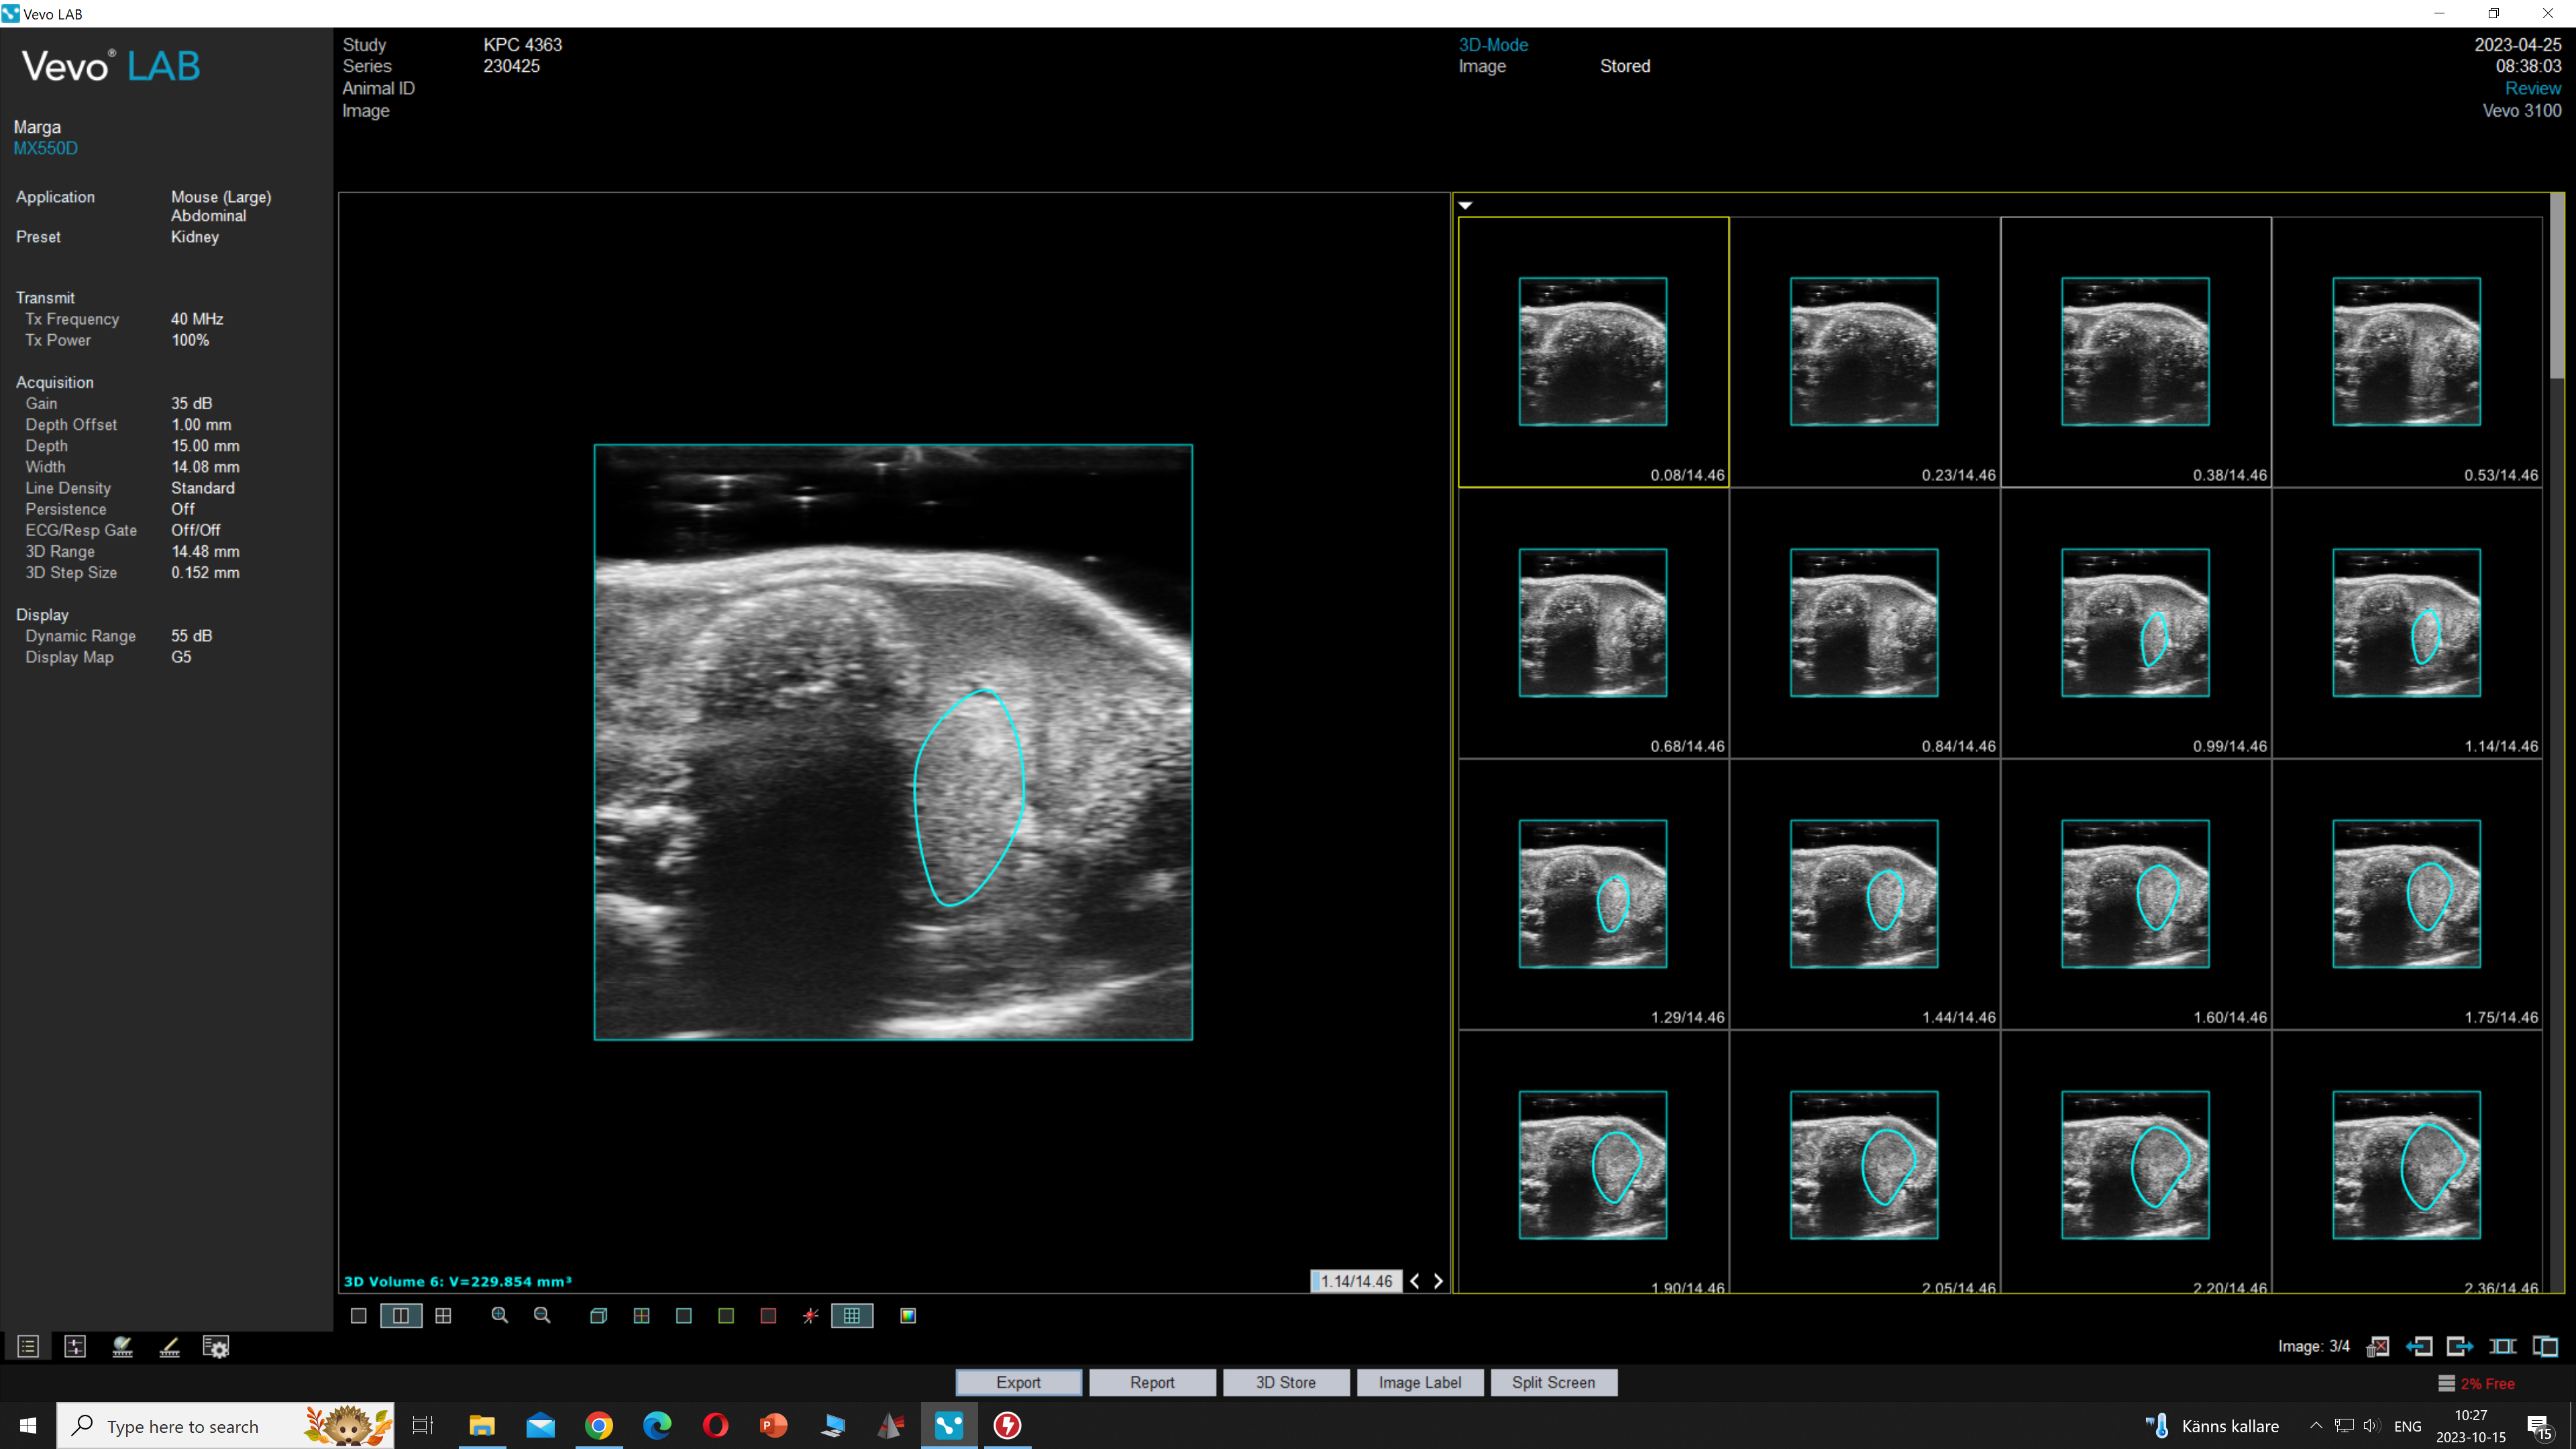 Vevo LAB
Vevo® LAB
Study KPC 4363
Series 230425
Animal ID
Image
3D-Mode
Image Stored
2023-04-25
08:38:03
Review
Vevo 3100
Marga
MX550D
Application Mouse (Large)
Abdominal
Preset Kidney
Transmit
Tx Frequency 40 MHz
Tx Power 100%
Acquisition
Gain 35 dB
Depth Offset 1.00 mm
Depth 15.00 mm
Width 14.08 mm
Line Density Standard
Persistence Off
ECG/Resp Gate Off/Off
3D Range 14.48 mm
3D Step Size 0.152 mm
Display
Dynamic Range 55 dB
Display Map G5
3D Volume 6: V=229.854 mm³
1.14/14.46
0.08/14.46 0.23/14.46 0.38/14.46 0.53/14.46
0.68/14.46 0.84/14.46 0.99/14.46 1.14/14.46
1.29/14.46 1.44/14.46 1.60/14.46 1.75/14.46
1.90/14.46 2.05/14.46 2.20/14.46 2.36/14.46
Image: 3/4
Export Report 3D Store Image Label Split Screen
2% Free
Type here to search
P
Känns kallare
ENG
10:27
2023-10-15
15